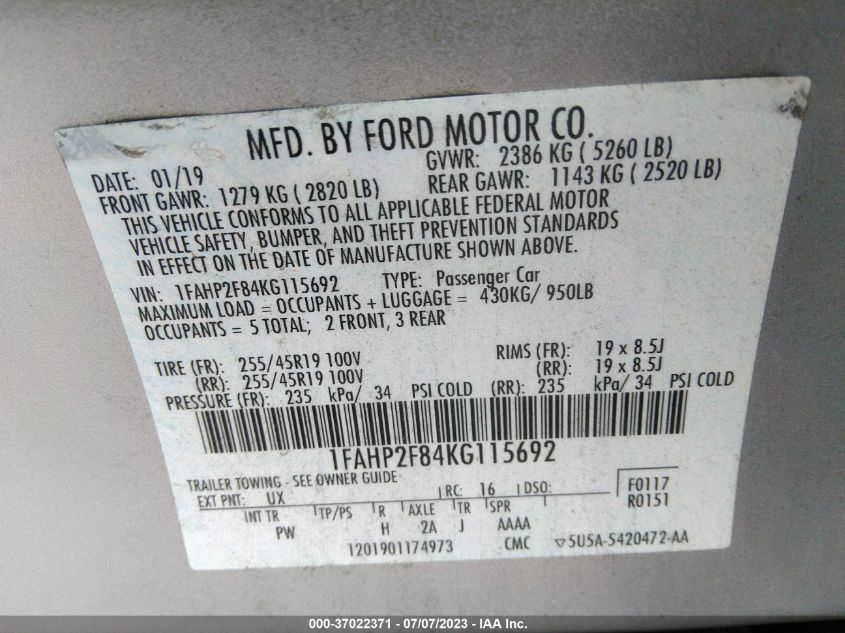 MFD. BY FORD MOTOR CO.
DATE: 01/19 GVWR: 2386 KG ( 5260 LB)
FRONT GAWR: 1279 KG ( 2820 LB) REAR GAWR: 1143 KG ( 2520 LB)
THIS VEHICLE CONFORMS TO ALL APPLICABLE FEDERAL MOTOR
VEHICLE SAFETY, BUMPER, AND THEFT PREVENTION STANDARDS
IN EFFECT ON THE DATE OF MANUFACTURE SHOWN ABOVE.
VIN: 1FAHP2F84KG115692 TYPE: Passenger Car
MAXIMUM LOAD = OCCUPANTS + LUGGAGE = 430KG/ 950LB
OCCUPANTS = 5 TOTAL; 2 FRONT, 3 REAR
TIRE (FR): 255/45R19 100V RIMS (FR): 19 x 8.5J
(RR): 255/45R19 100V (RR): 19 x 8.5J
PRESSURE (FR): 235 kPa/ 34 PSI COLD (RR): 235 kPa/ 34 PSI COLD
1FAHP2F84KG115692
TRAILER TOWING - SEE OWNER GUIDE
EXT PNT: UX RC: 16 DSO: F0117
R0151
INT TR TP/PS R AXLE TR SPR
PW H 2A J AAAA
1201901174973 CMC ▽5U5A-5420472-AA
000-37022371 - 07/07/2023 - IAA Inc.